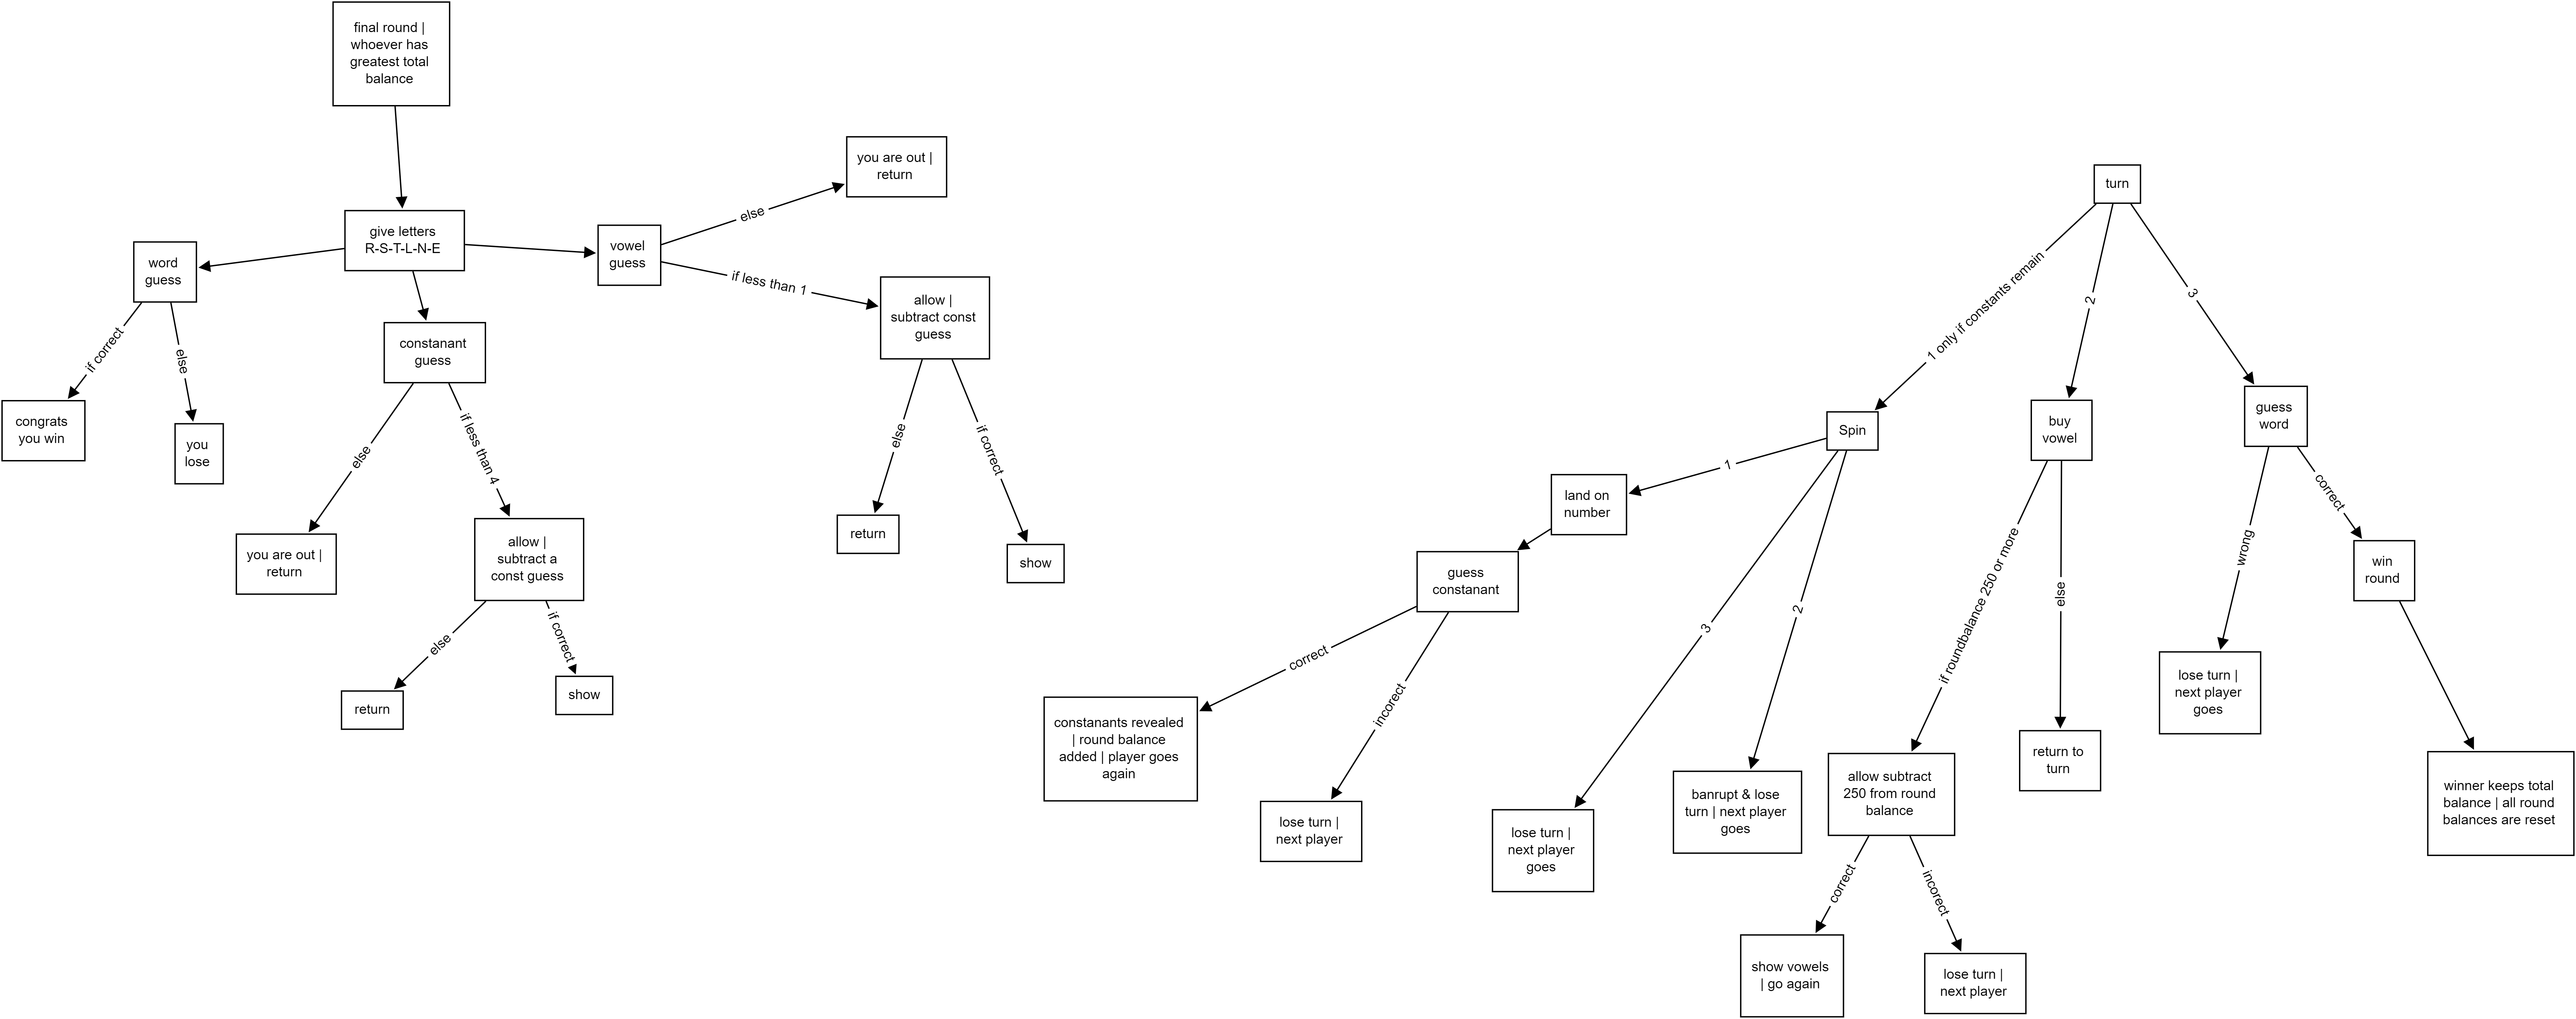 final round |
whoever has
greatest total
balance
give letters
R-S-T-L-N-E
word
guess
if correct
else
congrats
you win
you
lose
constanant
guess
else
if less than 4
you are out |
return
allow |
subtract a
const guess
else
if correct
return
show
vowel
guess
else
if less than 1
you are out |
return
allow |
subtract const
guess
else
if correct
return
show
turn
1 only if constants remain
2
3
Spin
1
3
2
land on
number
guess
constanant
correct
incorect
constanants revealed
| round balance
added | player goes
again
lose turn |
next player
lose turn |
next player
goes
banrupt & lose
turn | next player
goes
buy
vowel
if roundbalance 250 or more
else
allow subtract
250 from round
balance
return to
turn
correct
incorect
show vowels
| go again
lose turn |
next player
guess
word
wrong
correct
lose turn |
next player
goes
win
round
winner keeps total
balance | all round
balances are reset